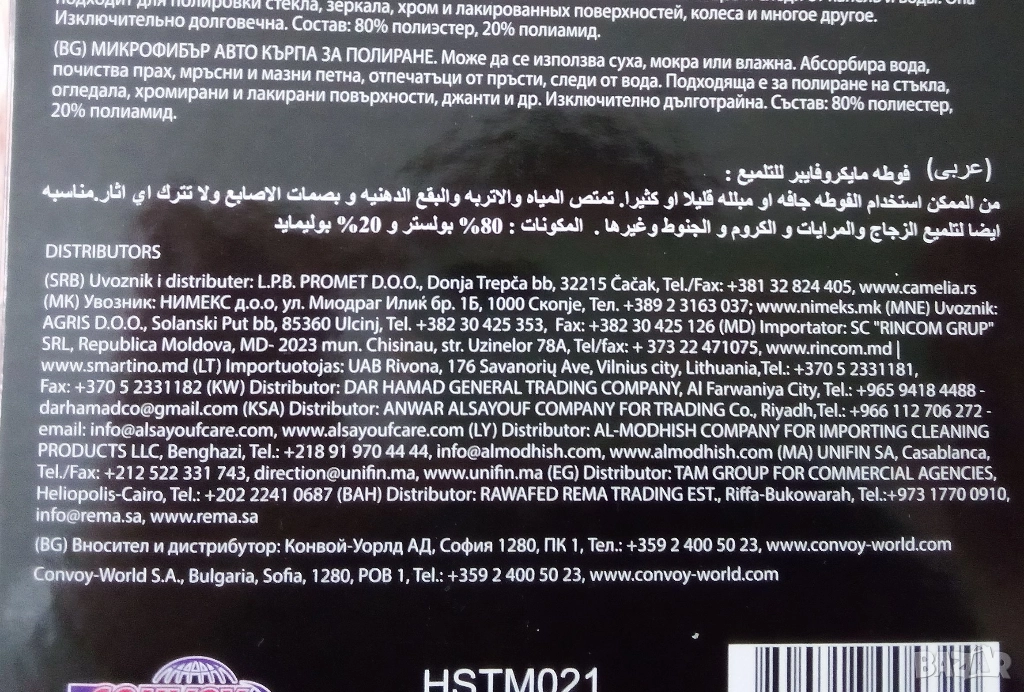 подходит для полировки стекла, зеркала, хром и лакированных поверхностей, колеса и многое другое.
Изключительно долговечна. Состав: 80% полиэстер, 20% полиамид.
(BG) МИКРОФИБЪР АВТО КЪРПА ЗА ПОЛИРАНЕ. Може да се използва суха, мокра или влажна. Абсорбира вода,
почиства прах, мръсни и мазни петна, отпечатъци от пръсти, следи от вода. Подходяща е за полиране на стъкла,
огледала, хромирани и лакирани повърхности, джанти и др. Изключително дълготрайна. Състав: 80% полиестер,
20% полиамид.
(عربى) فوطه مايكروفايبر للتلميع :
من الممكن استخدام الفوطه جافه او مبلله قليلا او كثيرا. تمتص المياه والاتربه والبقع الدهنيه و بصمات الاصابع ولا تترك اي اثار.مناسبه
ايضا لتلميع الزجاج والمرايات و الكروم و الجنوط وغيرها . المكونات : 80% بولستر و 20% بوليمايد
DISTRIBUTORS
(SRB) Uvoznik i distributer: L.P.B. PROMET D.O.O., Donja Trepča bb, 32215 Čačak, Tel./Fax: +381 32 824 405, www.camelia.rs
(MK) Увозник: НИМЕКС д.о.о, ул. Миодраг Илиќ бр. 1Б, 1000 Скопје, Тел. +389 2 3163 037; www.nimeks.mk (MNE) Uvoznik:
AGRIS D.O.O., Solanski Put bb, 85360 Ulcinj, Tel. +382 30 425 353, Fax: +382 30 425 126 (MD) Importator: SC "RINCOM GRUP"
SRL, Republica Moldova, MD- 2023 mun. Chisinau, str. Uzinelor 78A, Tel/fax: + 373 22 471075, www.rincom.md |
www.smartino.md (LT) Importuotojas: UAB Rivona, 176 Savanorių Ave, Vilnius city, Lithuania,Tel.: +370 5 2331181,
Fax: +370 5 2331182 (KW) Distributor: DAR HAMAD GENERAL TRADING COMPANY, Al Farwaniya City, Tel.: +965 9418 4488 -
darhamadco@gmail.com (KSA) Distributor: ANWAR ALSAYOUF COMPANY FOR TRADING Co., Riyadh,Tel.: +966 112 706 272 -
email: info@alsayoufcare.com, www.alsayoufcare.com (LY) Distributor: AL-MODHISH COMPANY FOR IMPORTING CLEANING
PRODUCTS LLC, Benghazi, Tel.: +218 91 970 44 44, info@almodhish.com, www.almodhish.com (MA) UNIFIN SA, Casablanca,
Tel./Fax: +212 522 331 743, direction@unifin.ma, www.unifin.ma (EG) Distributor: TAM GROUP FOR COMMERCIAL AGENCIES,
Heliopolis-Cairo, Tel.: +202 2241 0687 (BAH) Distributor: RAWAFED REMA TRADING EST., Riffa-Bukowarah, Tel.:+973 1770 0910,
info@rema.sa, www.rema.sa
(BG) Вносител и дистрибутор: Конвой-Уорлд АД, София 1280, ПК 1, Тел.: +359 2 400 50 23, www.convoy-world.com
Convoy-World S.A., Bulgaria, Sofia, 1280, POB 1, Tel.: +359 2 400 50 23, www.convoy-world.com
HSTM021
BAZAR